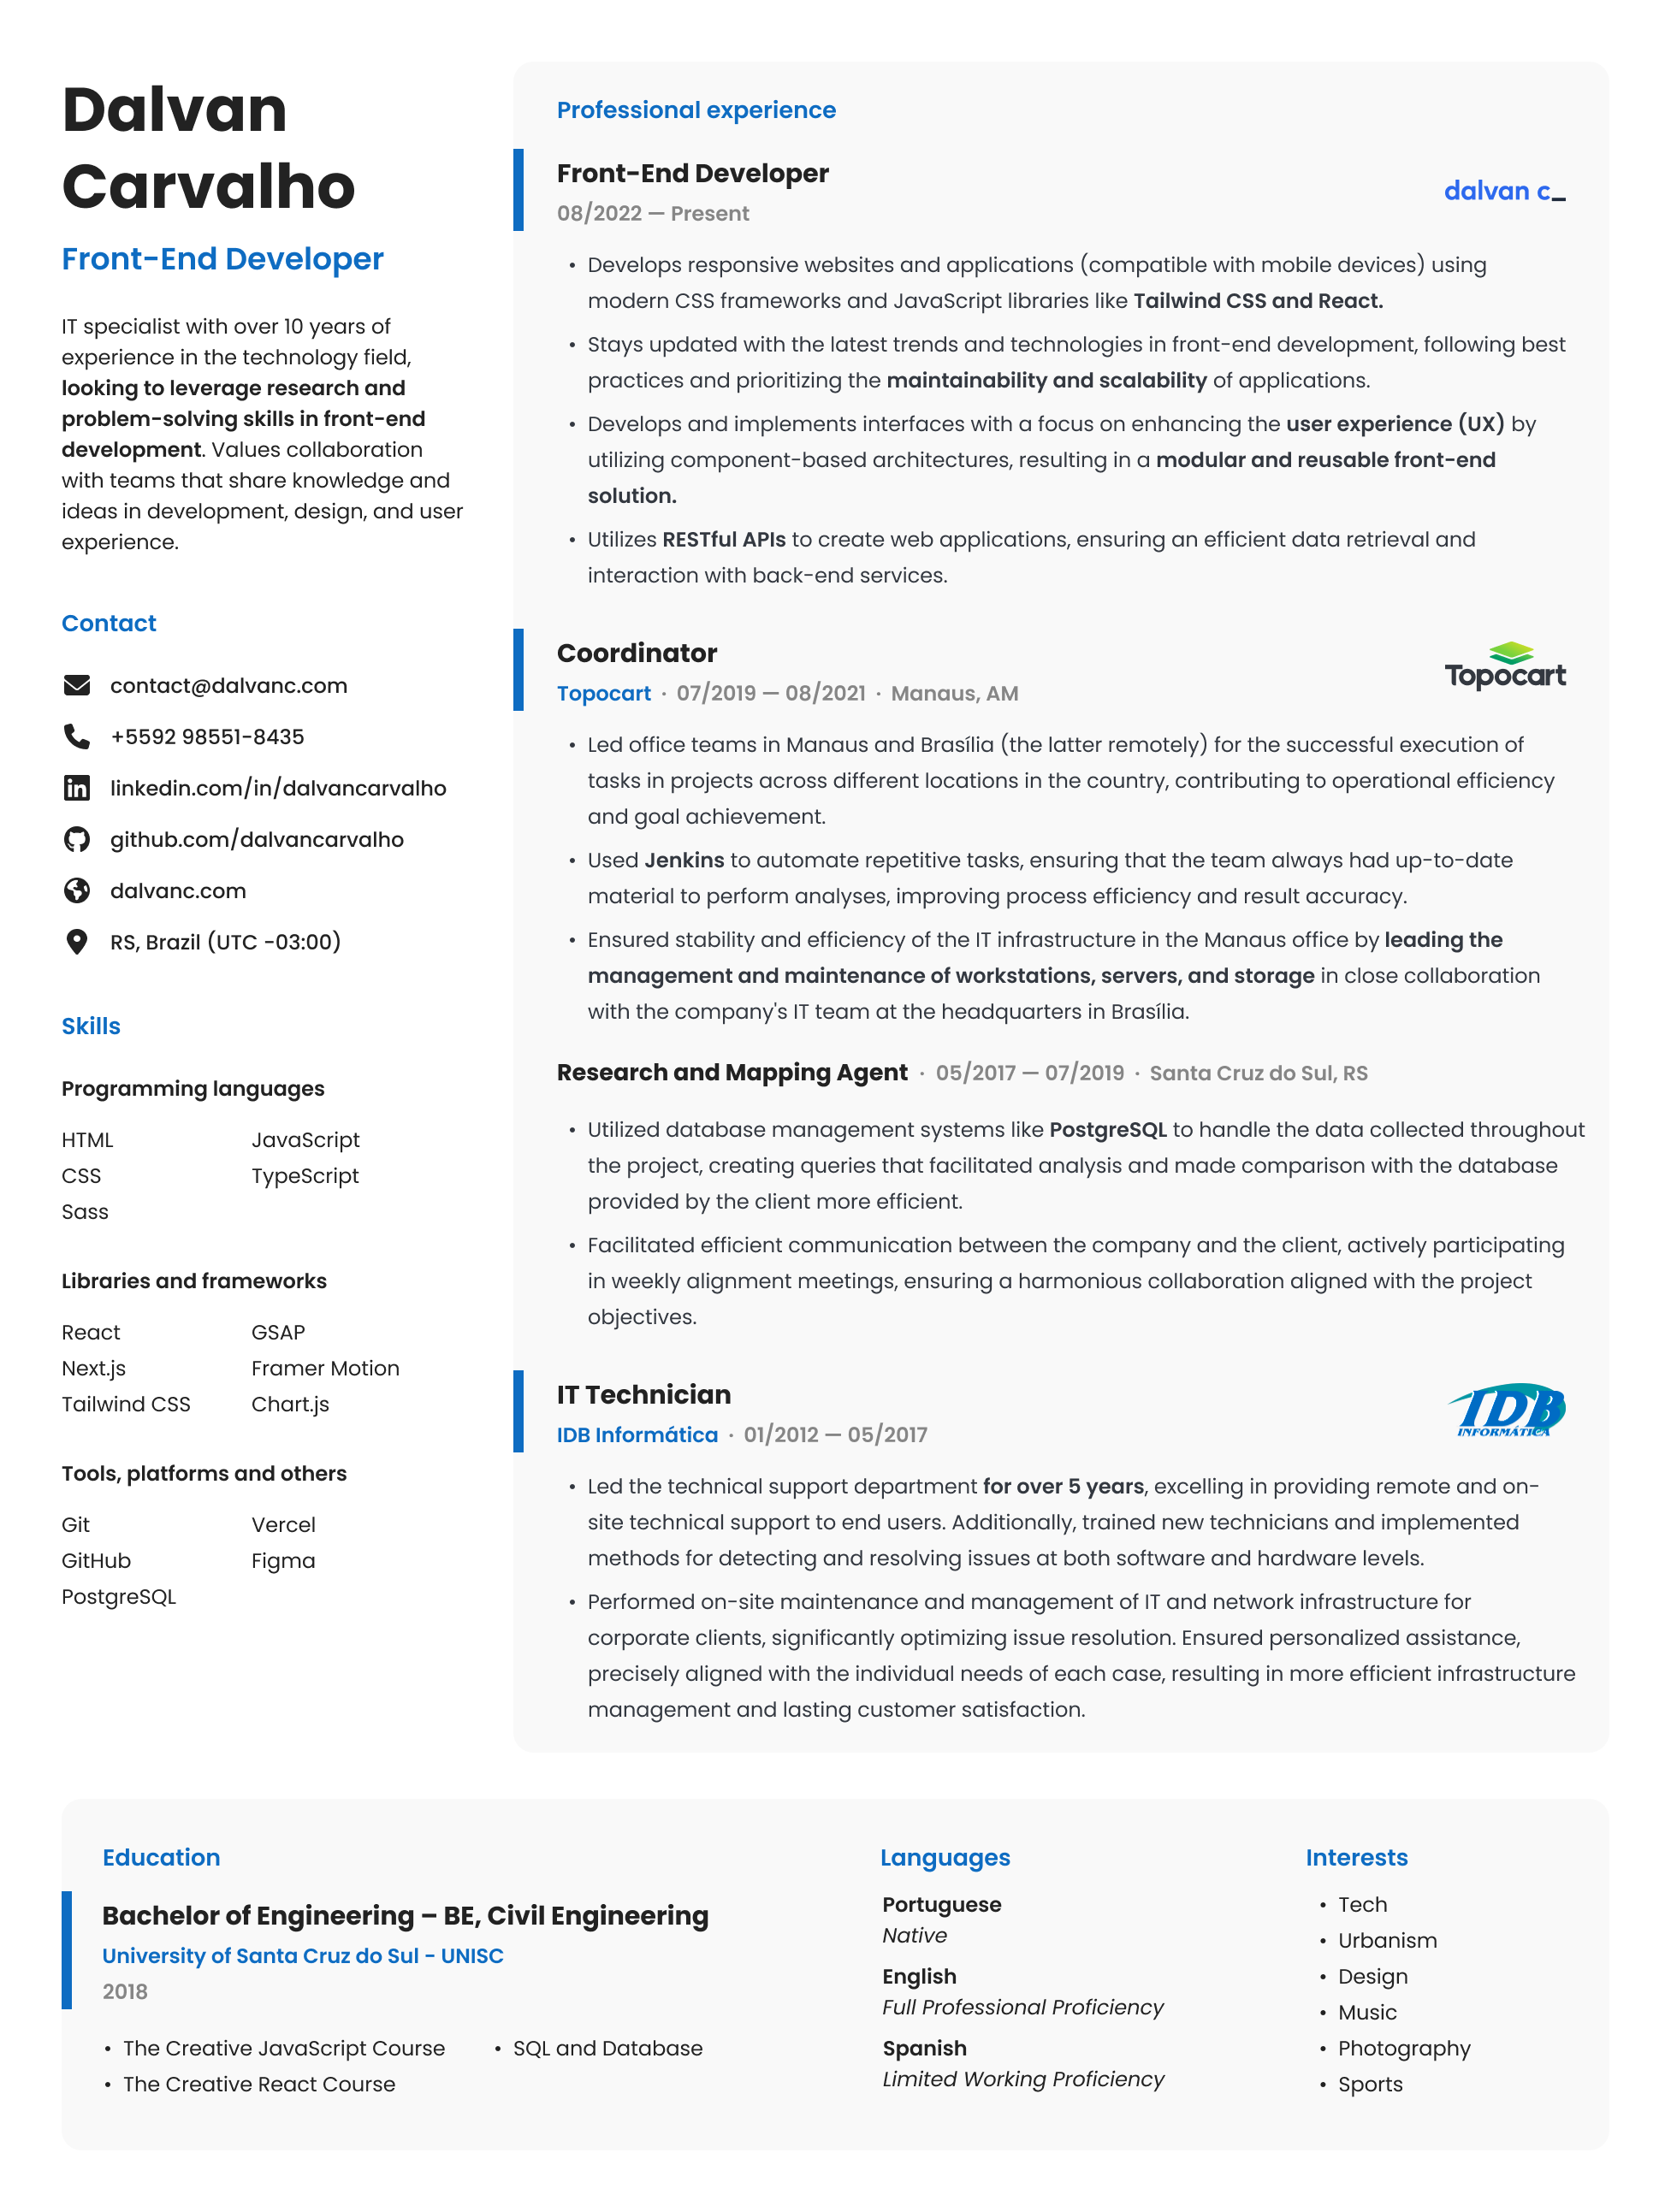 Dalvan
Carvalho
Front-End Developer
IT specialist with over 10 years of
experience in the technology field,
looking to leverage research and
problem-solving skills in front-end
development. Values collaboration
with teams that share knowledge and
ideas in development, design, and user
experience.
Contact
contact@dalvanc.com
+5592 98551-8435
linkedin.com/in/dalvancarvalho
github.com/dalvancarvalho
dalvanc.com
RS, Brazil (UTC -03:00)
Skills
Programming languages
HTML JavaScript
CSS TypeScript
Sass
Libraries and frameworks
React GSAP
Next.js Framer Motion
Tailwind CSS Chart.js
Tools, platforms and others
Git Vercel
GitHub Figma
PostgreSQL
Professional experience
Front-End Developer
dalvan c_
08/2022 — Present
• Develops responsive websites and applications (compatible with mobile devices) using
modern CSS frameworks and JavaScript libraries like Tailwind CSS and React.
• Stays updated with the latest trends and technologies in front-end development, following best
practices and prioritizing the maintainability and scalability of applications.
• Develops and implements interfaces with a focus on enhancing the user experience (UX) by
utilizing component-based architectures, resulting in a modular and reusable front-end
solution.
• Utilizes RESTful APIs to create web applications, ensuring an efficient data retrieval and
interaction with back-end services.
Coordinator
Topocart
Topocart · 07/2019 — 08/2021 · Manaus, AM
• Led office teams in Manaus and Brasília (the latter remotely) for the successful execution of
tasks in projects across different locations in the country, contributing to operational efficiency
and goal achievement.
• Used Jenkins to automate repetitive tasks, ensuring that the team always had up-to-date
material to perform analyses, improving process efficiency and result accuracy.
• Ensured stability and efficiency of the IT infrastructure in the Manaus office by leading the
management and maintenance of workstations, servers, and storage in close collaboration
with the company's IT team at the headquarters in Brasília.
Research and Mapping Agent · 05/2017 — 07/2019 · Santa Cruz do Sul, RS
• Utilized database management systems like PostgreSQL to handle the data collected throughout
the project, creating queries that facilitated analysis and made comparison with the database
provided by the client more efficient.
• Facilitated efficient communication between the company and the client, actively participating
in weekly alignment meetings, ensuring a harmonious collaboration aligned with the project
objectives.
IT Technician
IDB
INFORMÁTICA
IDB Informática · 01/2012 — 05/2017
• Led the technical support department for over 5 years, excelling in providing remote and on-
site technical support to end users. Additionally, trained new technicians and implemented
methods for detecting and resolving issues at both software and hardware levels.
• Performed on-site maintenance and management of IT and network infrastructure for
corporate clients, significantly optimizing issue resolution. Ensured personalized assistance,
precisely aligned with the individual needs of each case, resulting in more efficient infrastructure
management and lasting customer satisfaction.
Education
Bachelor of Engineering – BE, Civil Engineering
University of Santa Cruz do Sul - UNISC
2018
• The Creative JavaScript Course • SQL and Database
• The Creative React Course
Languages
Portuguese
Native
English
Full Professional Proficiency
Spanish
Limited Working Proficiency
Interests
• Tech
• Urbanism
• Design
• Music
• Photography
• Sports